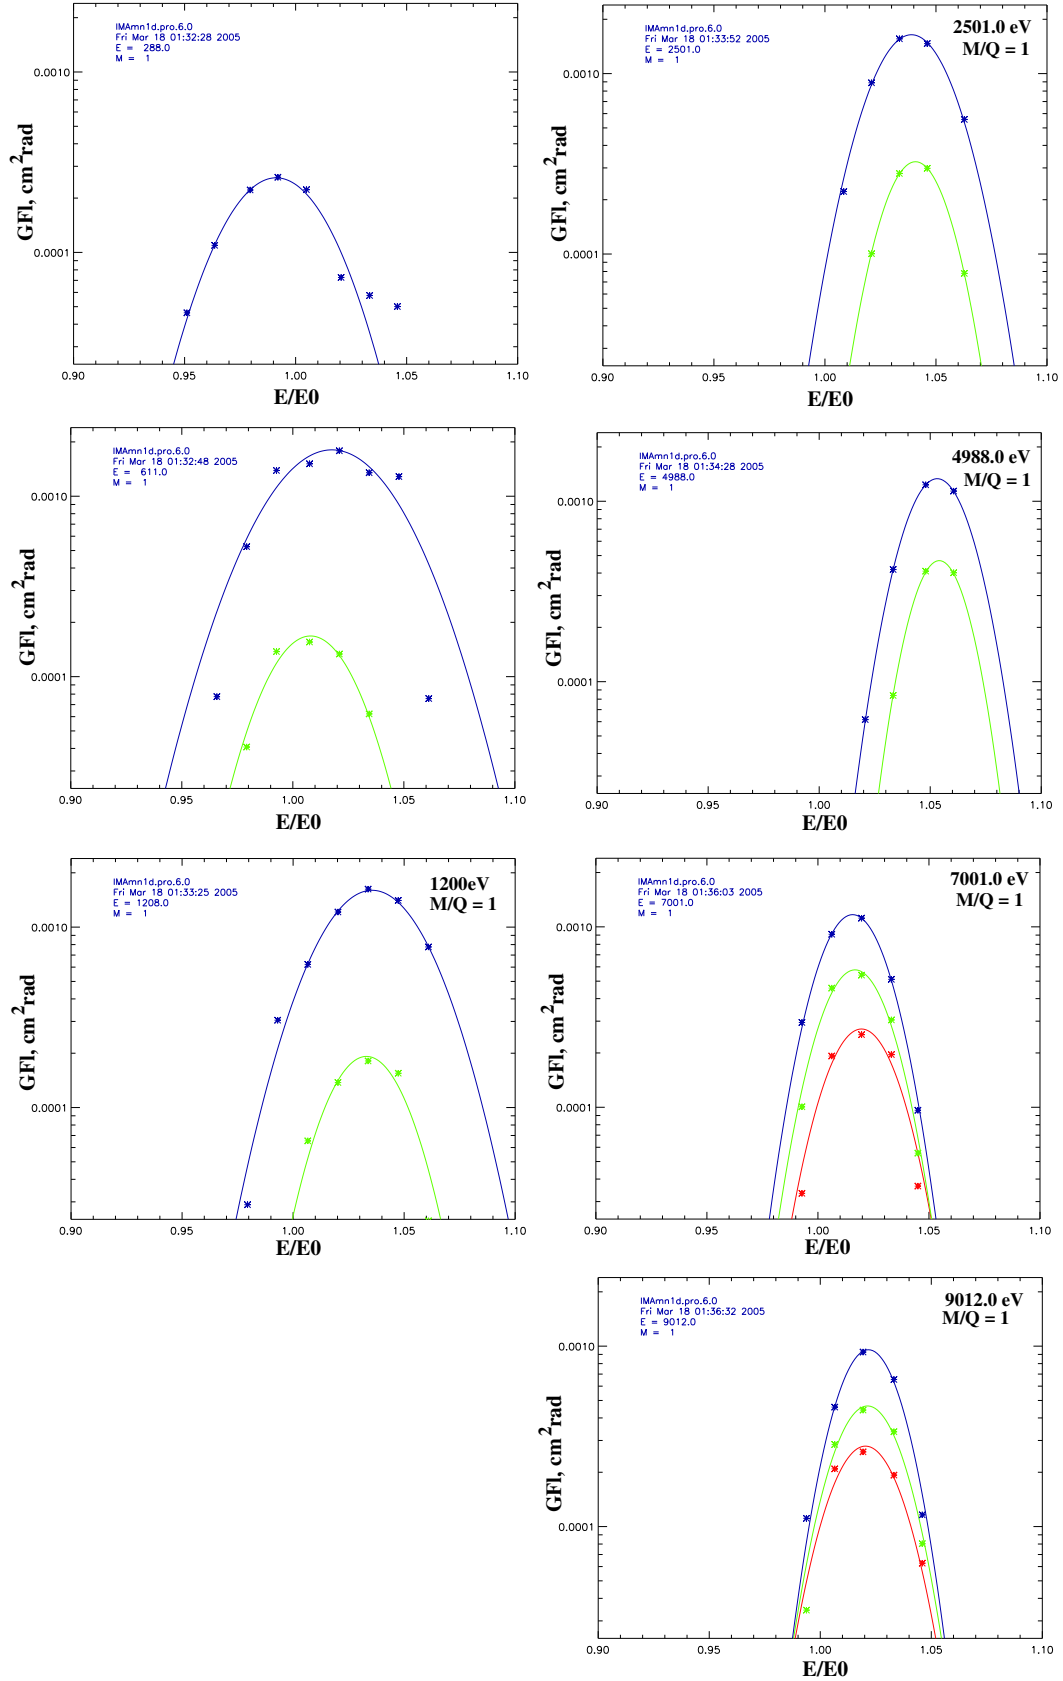 IMAmn1d.pro.6.0
Fri Mar 18 01:32:28 2005
E = 288.0
M = 1
0.0010
0.0001
GFl, cm2rad
0.90
0.95
1.00
1.05
1.10
E/E0
IMAmn1d.pro.6.0
Fri Mar 18 01:33:52 2005
E = 2501.0
M = 1
2501.0 eV
M/Q = 1
0.0010
0.0001
GFl, cm2rad
0.90
0.95
1.00
1.05
1.10
E/E0
IMAmn1d.pro.6.0
Fri Mar 18 01:32:48 2005
E = 611.0
M = 1
0.0010
0.0001
GFl, cm2rad
0.90
0.95
1.00
1.05
1.10
E/E0
IMAmn1d.pro.6.0
Fri Mar 18 01:34:28 2005
E = 4988.0
M = 1
4988.0 eV
M/Q = 1
0.0010
0.0001
GFl, cm2rad
0.90
0.95
1.00
1.05
1.10
E/E0
IMAmn1d.pro.6.0
Fri Mar 18 01:33:25 2005
E = 1208.0
M = 1
1200eV
M/Q = 1
0.0010
0.0001
GFl, cm2rad
0.90
0.95
1.00
1.05
1.10
E/E0
IMAmn1d.pro.6.0
Fri Mar 18 01:36:03 2005
E = 7001.0
M = 1
7001.0 eV
M/Q = 1
0.0010
0.0001
GFl, cm2rad
0.90
0.95
1.00
1.05
1.10
E/E0
IMAmn1d.pro.6.0
Fri Mar 18 01:36:32 2005
E = 9012.0
M = 1
9012.0 eV
M/Q = 1
0.0010
0.0001
GFl, cm2rad
0.90
0.95
1.00
1.05
1.10
E/E0